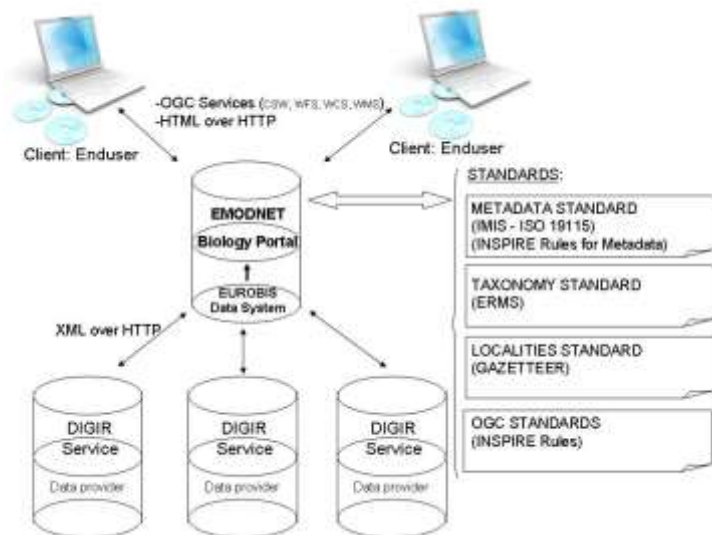 -OGC Services (CSW, WFS, WCS, WMS)
-HTML over HTTP
Client: Enduser
Client: Enduser
EMODNET
Biology Portal
EUROBIS
Data System
XML over HTTP
STANDARDS:
METADATA STANDARD
(IMIS - ISO 19115)
(INSPIRE Rules for Metadata)
TAXONOMY STANDARD
(ERMS)
LOCALITIES STANDARD
(GAZETTEER)
OGC STANDARDS
(INSPIRE Rules)
DIGIR
Service
Data provider
DIGIR
Service
Data provider
DIGIR
Service
Data provider